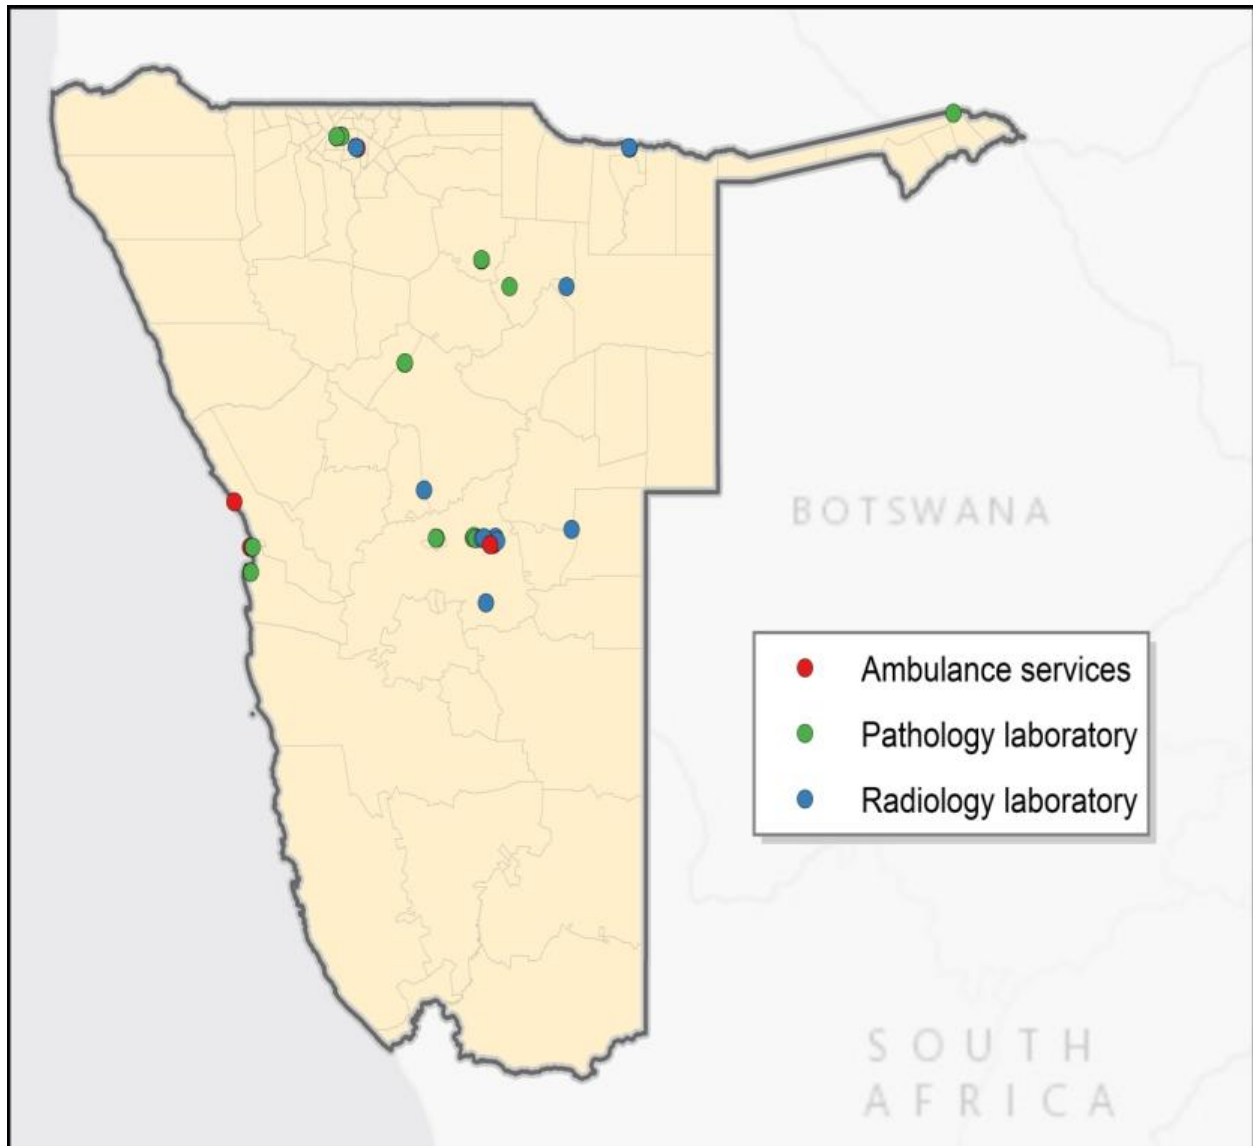 BOTSWANA
Ambulance services
Pathology laboratory
Radiology laboratory
SOUTH
AFRICA